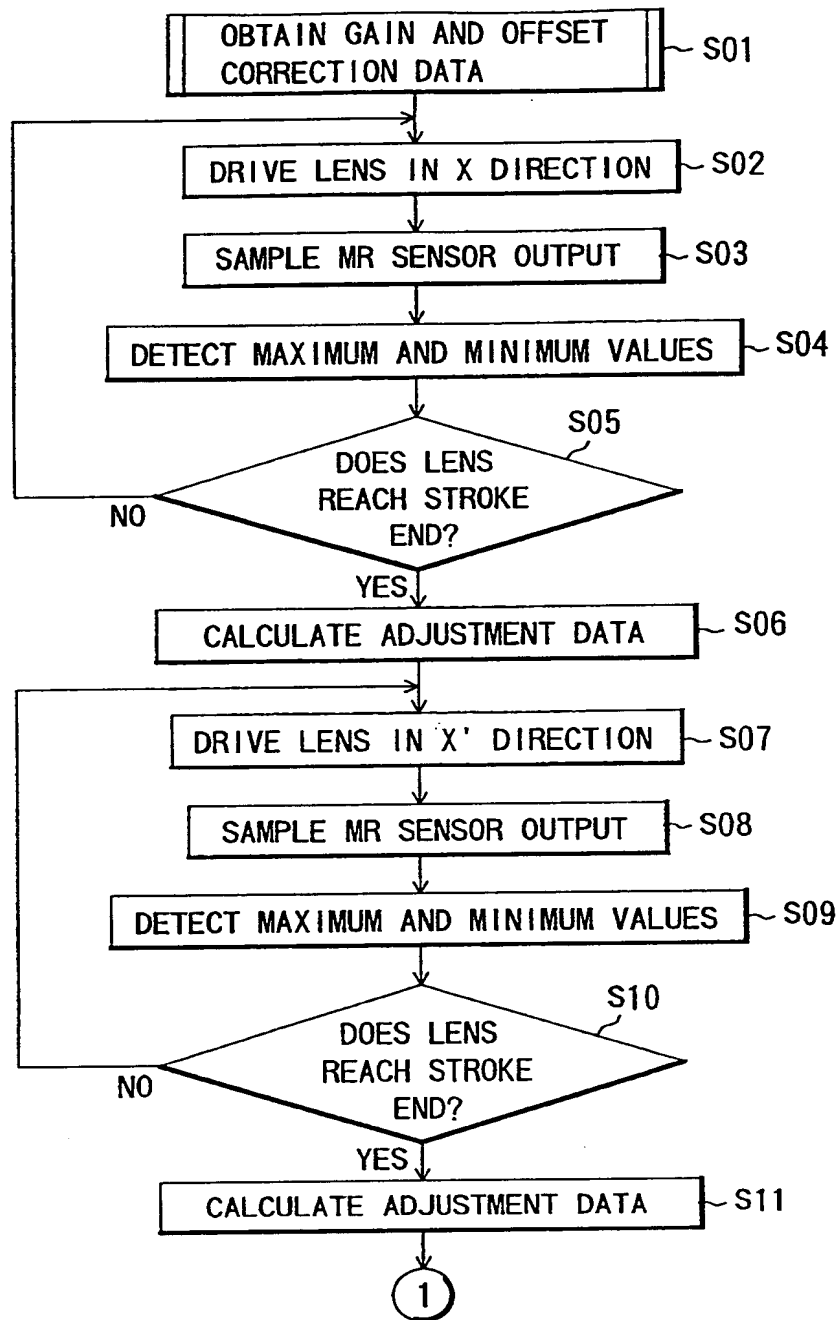 OBTAIN GAIN AND OFFSET
CORRECTION DATA
S01
DRIVE LENS IN X DIRECTION
S02
SAMPLE MR SENSOR OUTPUT
S03
DETECT MAXIMUM AND MINIMUM VALUES
S04
S05
DOES LENS
REACH STROKE
END?
NO
YES
CALCULATE ADJUSTMENT DATA
S06
DRIVE LENS IN X' DIRECTION
S07
SAMPLE MR SENSOR OUTPUT
S08
DETECT MAXIMUM AND MINIMUM VALUES
S09
S10
DOES LENS
REACH STROKE
END?
NO
YES
CALCULATE ADJUSTMENT DATA
S11
1